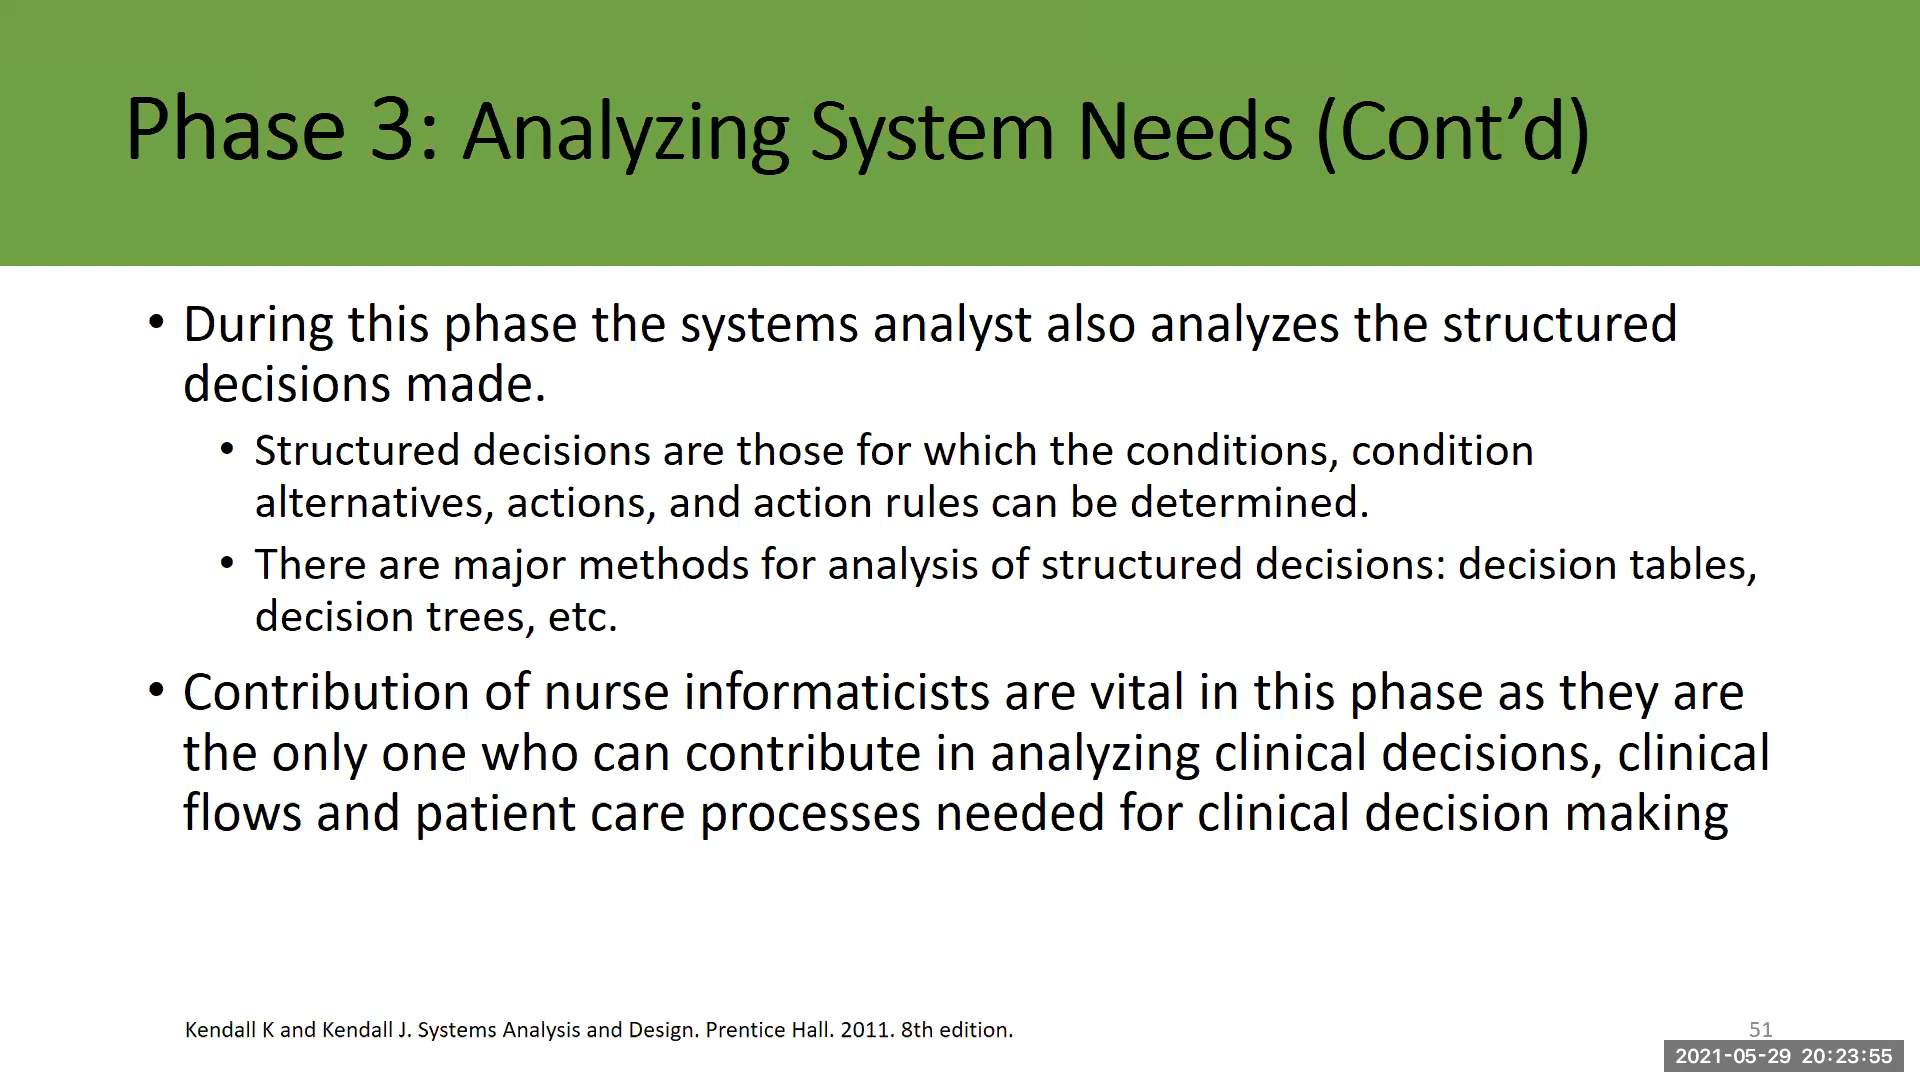 Phase 3: Analyzing System Needs (Cont’d)
• During this phase the systems analyst also analyzes the structured
decisions made.
• Structured decisions are those for which the conditions, condition
alternatives, actions, and action rules can be determined.
• There are major methods for analysis of structured decisions: decision tables,
decision trees, etc.
• Contribution of nurse informaticists are vital in this phase as they are
the only one who can contribute in analyzing clinical decisions, clinical
flows and patient care processes needed for clinical decision making
Kendall K and Kendall J. Systems Analysis and Design. Prentice Hall. 2011. 8th edition.
51
2021-05-29 20:23:55